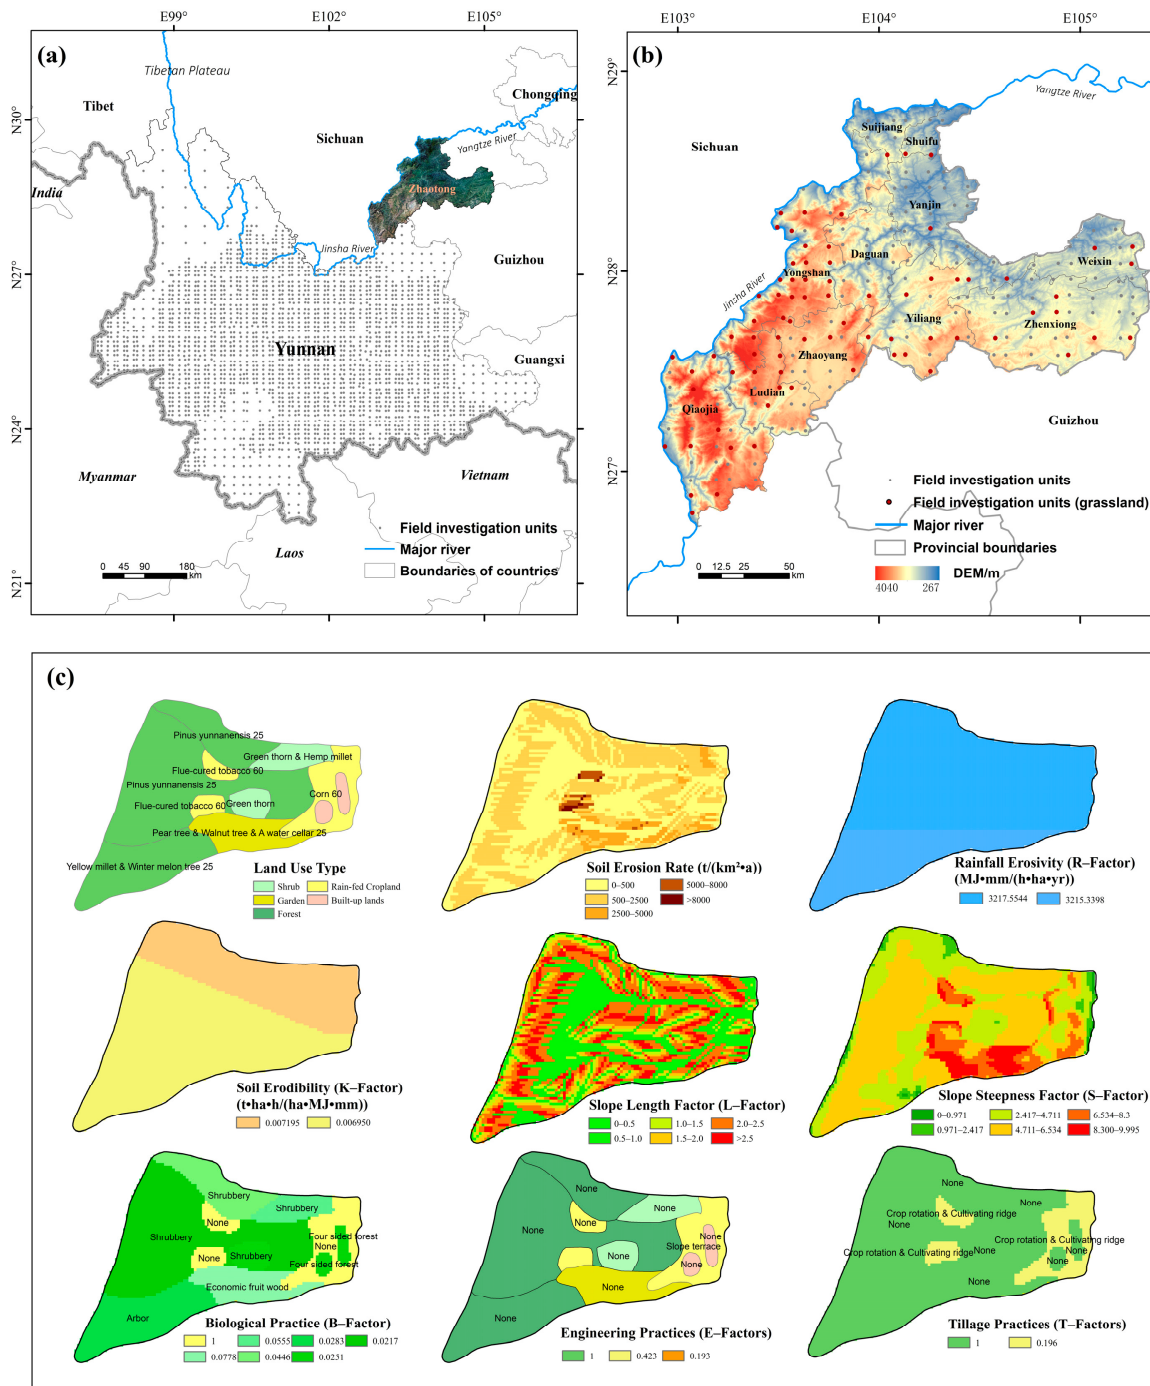 E99°
E102°
E105°
(a)
Tibetan Plateau
Tibet
Chongqing
Sichuan
Yangtze River
Zhaotong
India
Jinsha River
Guizhou
Yunnan
Guangxi
Myanmar
Vietnam
Laos
N30°
N27°
N24°
N21°
Field investigation units
Major river
Boundaries of countries
0 45 90 180
km
E103°
E104°
E105°
(b)
Yangtze River
Sichuan
Suijiang
Shuifu
Yanjin
Daguan
Weixin
Yongshan
Jinsha River
Yiliang
Zhenxiong
Zhaoyang
Ludian
Qiaojia
Guizhou
N29°
N28°
N27°
Field investigation units
Field investigation units (grassland)
Major river
Provincial boundaries
DEM/m
4040 267
0 12.5 25 50
km
(c)
Pinus yunnanensis 25
Green thorn & Hemp millet
Flue-cured tobacco 60
Pinus yunnanensis 25
Corn 60
Flue-cured tobacco 60
Green thorn
Pear tree & Walnut tree & A water cellar 25
Yellow millet & Winter melon tree 25
Land Use Type
Shrub
Rain-fed Cropland
Garden
Built-up lands
Forest
Soil Erosion Rate (t/(km²•a))
0–500
5000–8000
500–2500
>8000
2500–5000
Rainfall Erosivity (R–Factor)
(MJ•mm/(h•ha•yr))
3217.5544
3215.3398
Soil Erodibility (K–Factor)
(t•ha•h/(ha•MJ•mm))
0.007195
0.006950
Slope Length Factor (L–Factor)
0–0.5
1.0–1.5
2.0–2.5
0.5–1.0
1.5–2.0
>2.5
Slope Steepness Factor (S–Factor)
0–0.971
2.417–4.711
6.534–8.3
0.971–2.417
4.711–6.534
8.300–9.995
Shrubbery
Shrubbery
None
Shrubbery
Four sided forest
None
Shrubbery
None
Four sided forest
Economic fruit wood
Arbor
Biological Practice (B–Factor)
1
0.0555
0.0283
0.0217
0.0778
0.0446
0.0231
None
None
None
None
Slope terrace
None
None
None
None
Engineering Practices (E–Factors)
1
0.423
0.193
None
None
Crop rotation & Cultivating ridge
None
Crop rotation & Cultivating ridge
Crop rotation & Cultivating ridge
None
None
None
Tillage Practices (T–Factors)
1
0.196